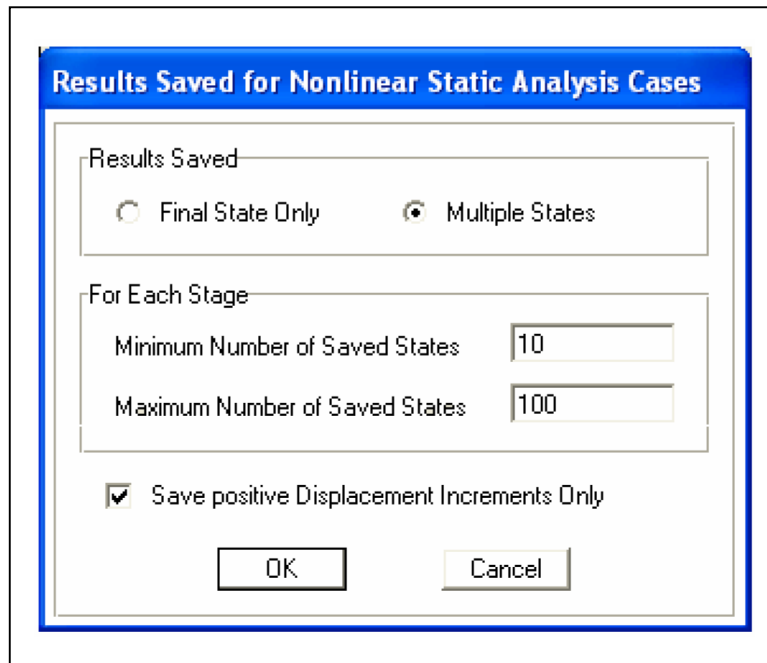 Results Saved for Nonlinear Static Analysis Cases
Results Saved
Final State Only
Multiple States
For Each Stage
Minimum Number of Saved States
10
Maximum Number of Saved States
100
Save positive Displacement Increments Only
OK
Cancel